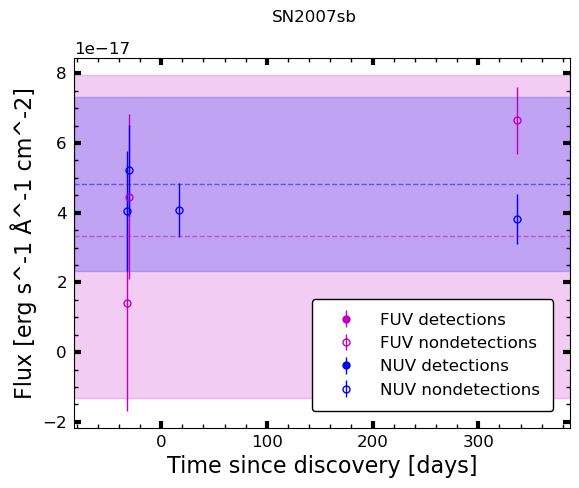 SN2007sb
1e−17
8
6
4
2
0
−2
Flux [erg s^-1 Å^-1 cm^-2]
FUV detections
FUV nondetections
NUV detections
NUV nondetections
0 100 200 300
Time since discovery [days]